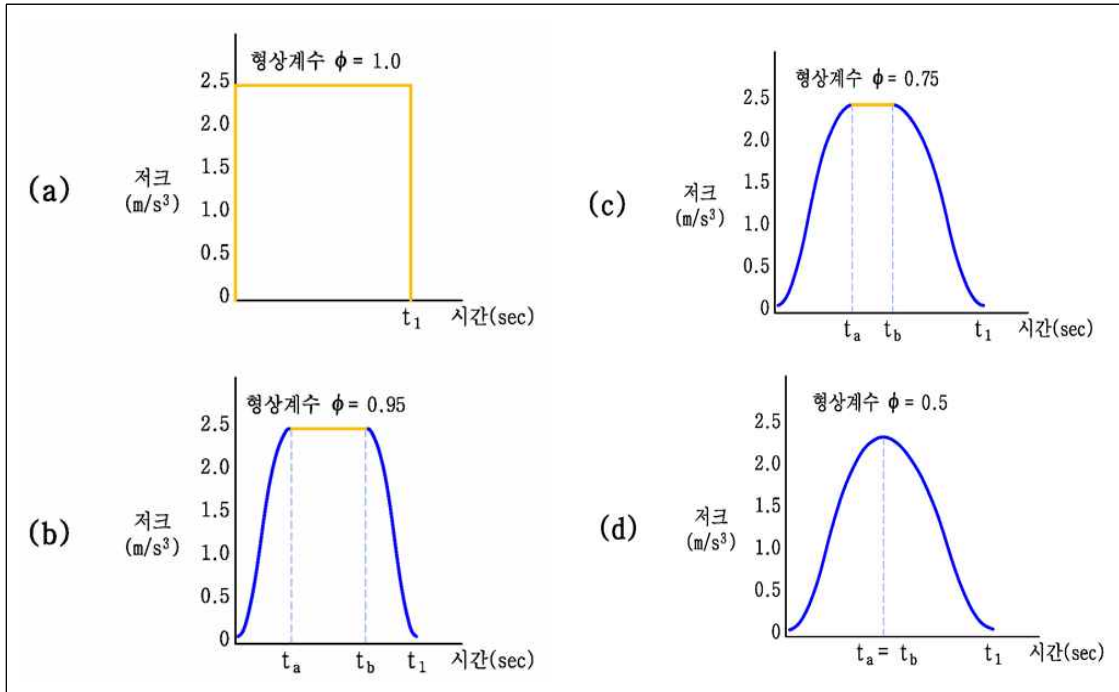 (a)
형상계수 ϕ = 1.0
저크
(m/s³)
2.5
2.0
1.5
1.0
0.5
0
t₁
시간(sec)
(b)
형상계수 ϕ = 0.95
저크
(m/s³)
2.5
2.0
1.5
1.0
0.5
0
tₐ
t_b
t₁
시간(sec)
(c)
형상계수 ϕ = 0.75
저크
(m/s³)
2.5
2.0
1.5
1.0
0.5
0
tₐ
t_b
t₁
시간(sec)
(d)
형상계수 ϕ = 0.5
저크
(m/s³)
2.5
2.0
1.5
1.0
0.5
0
tₐ = t_b
t₁
시간(sec)